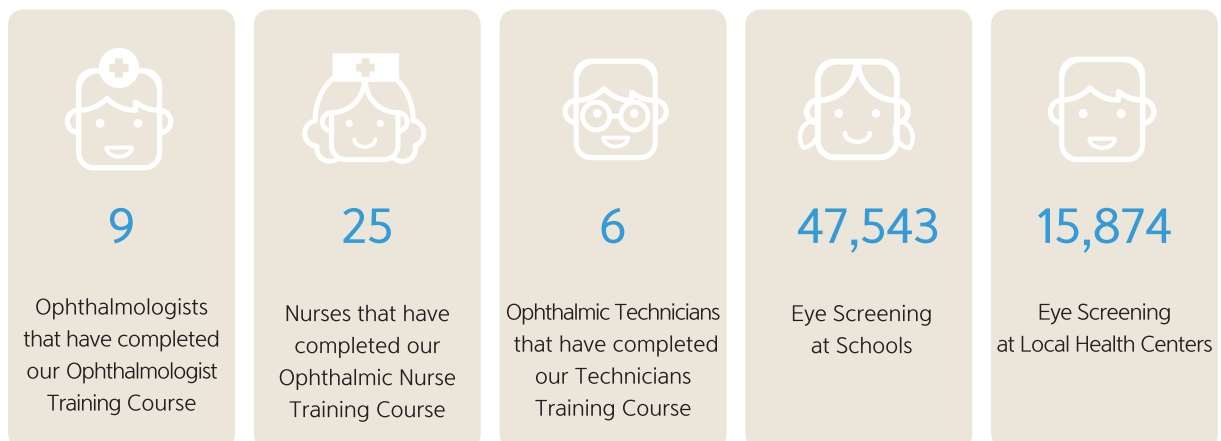 9
Ophthalmologists
that have completed
our Ophthalmologist
Training Course
25
Nurses that have
completed our
Ophthalmic Nurse
Training Course
6
Ophthalmic Technicians
that have completed
our Technicians
Training Course
47,543
Eye Screening
at Schools
15,874
Eye Screening
at Local Health Centers